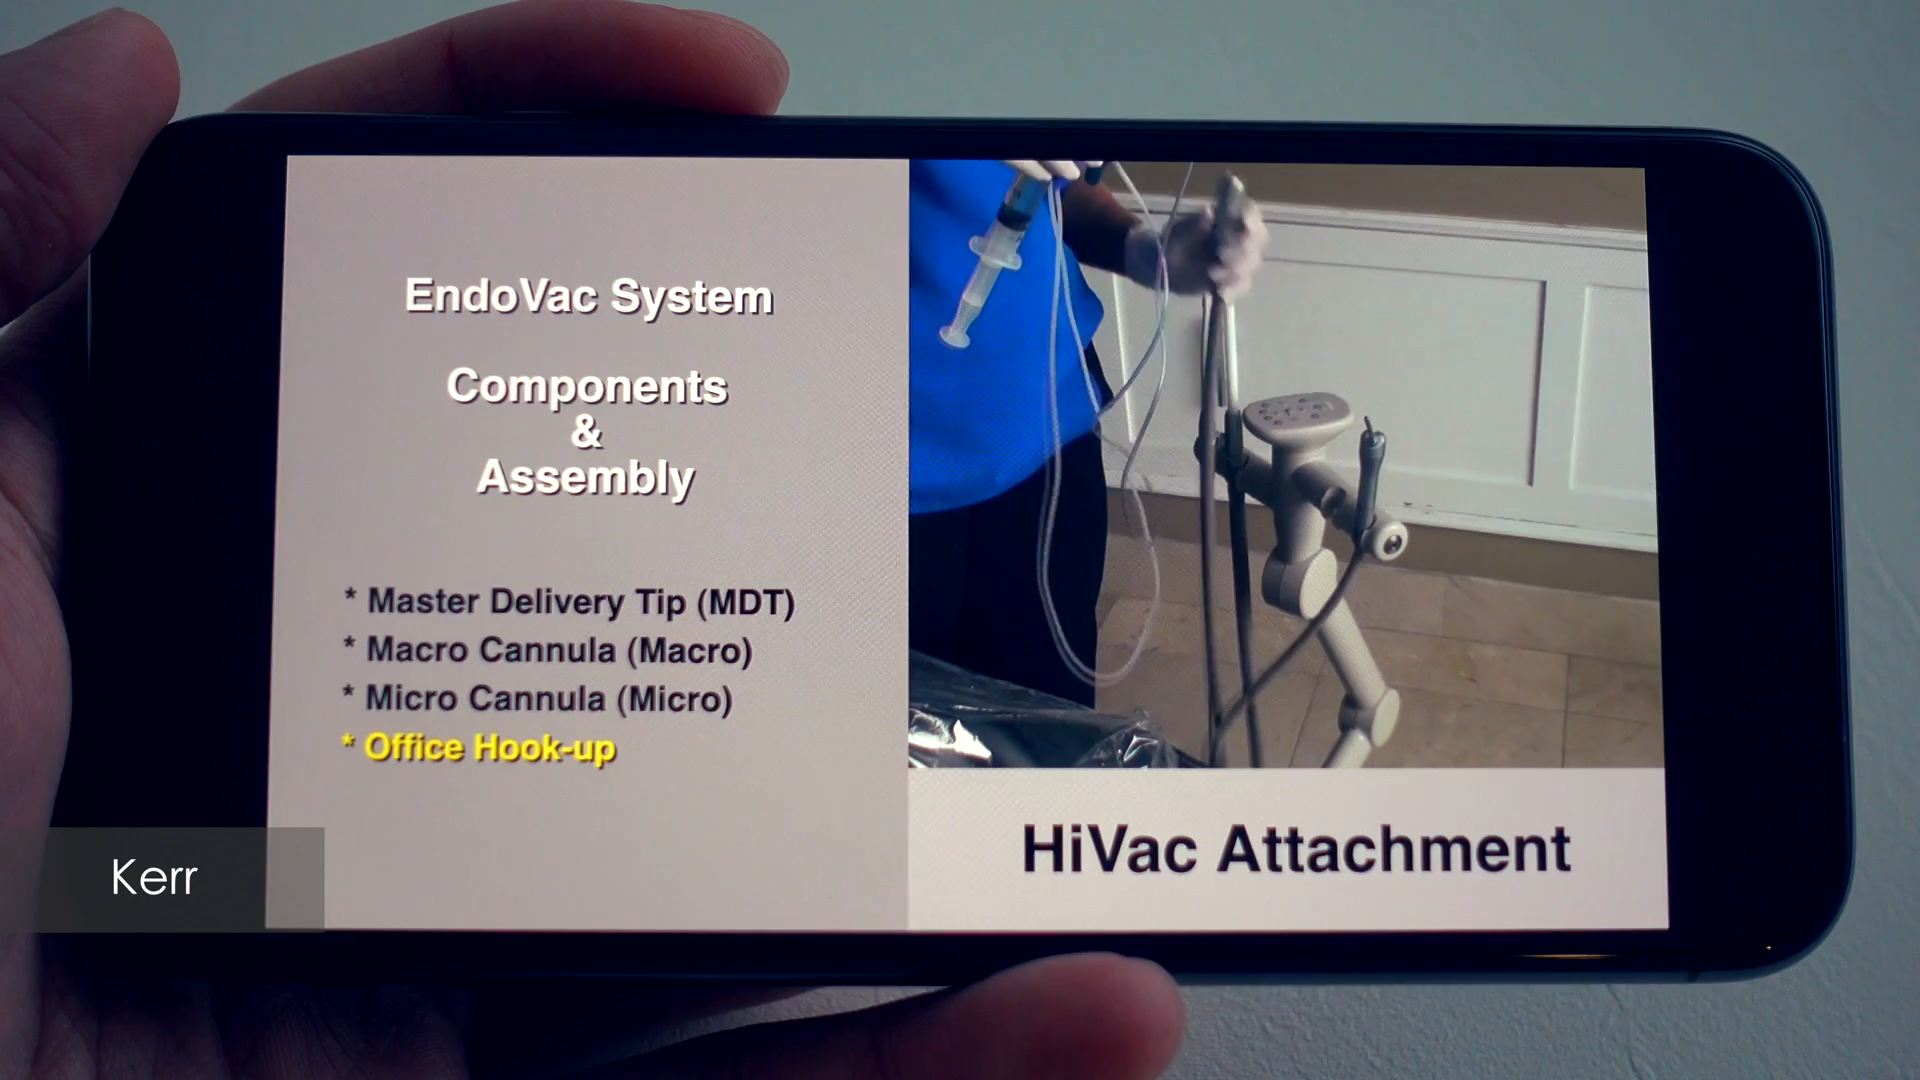 EndoVac System
Components
&
Assembly
* Master Delivery Tip (MDT)
* Macro Cannula (Macro)
* Micro Cannula (Micro)
* Office Hook-up
HiVac Attachment
Kerr